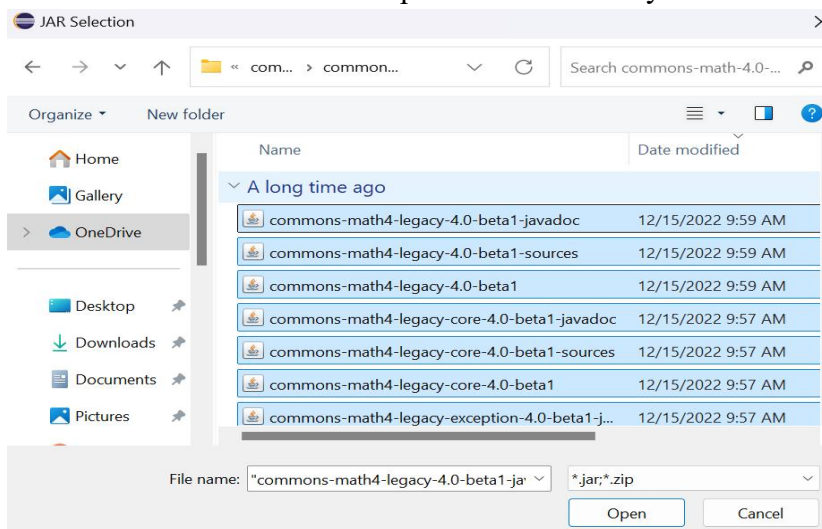 JAR Selection
« com... › common...
Search commons-math-4.0-...
Organize
New folder
Home
Gallery
OneDrive
Desktop
Downloads
Documents
Pictures
Name
Date modified
A long time ago
commons-math4-legacy-4.0-beta1-javadoc 12/15/2022 9:59 AM
commons-math4-legacy-4.0-beta1-sources 12/15/2022 9:59 AM
commons-math4-legacy-4.0-beta1 12/15/2022 9:59 AM
commons-math4-legacy-core-4.0-beta1-javadoc 12/15/2022 9:57 AM
commons-math4-legacy-core-4.0-beta1-sources 12/15/2022 9:57 AM
commons-math4-legacy-core-4.0-beta1 12/15/2022 9:57 AM
commons-math4-legacy-exception-4.0-beta1-j... 12/15/2022 9:57 AM
File name: "commons-math4-legacy-4.0-beta1-ja
*.jar;*.zip
Open
Cancel